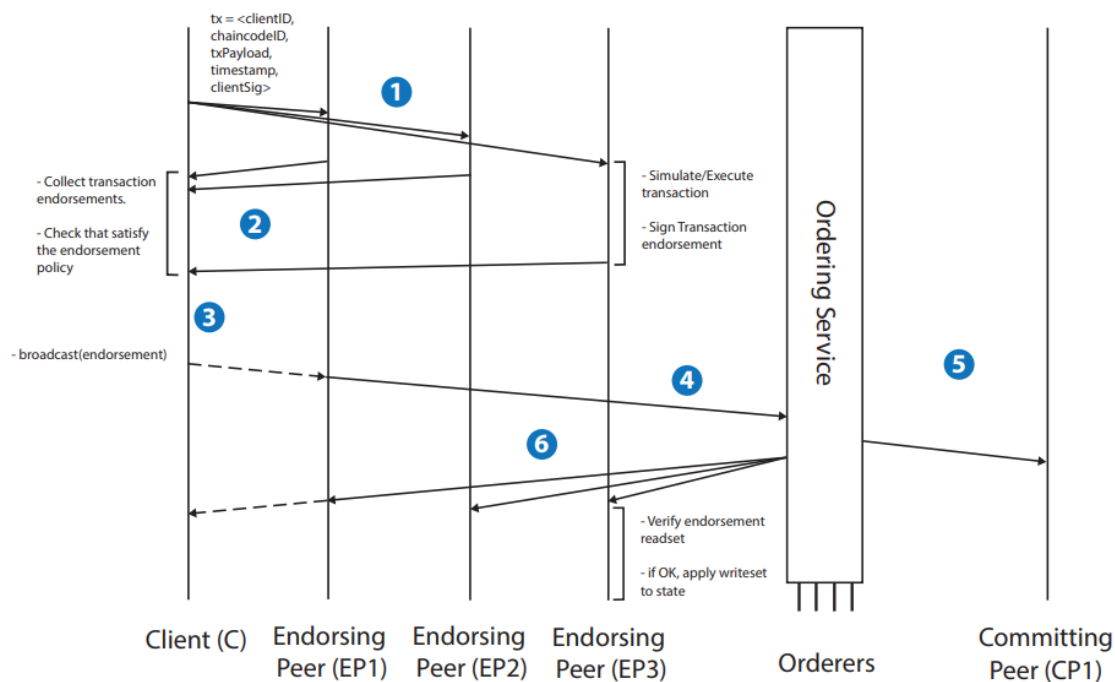 tx = <clientID,
chaincodeID,
txPayload,
timestamp,
clientSig>
1
- Collect transaction
endorsements.
- Check that satisfy
the endorsement
policy
2
- Simulate/Execute
transaction
- Sign Transaction
endorsement
Ordering Service
3
- broadcast(endorsement)
4
5
6
- Verify endorsement
readset
- if OK, apply writeset
to state
Client (C)
Endorsing
Peer (EP1)
Endorsing
Peer (EP2)
Endorsing
Peer (EP3)
Orderers
Committing
Peer (CP1)